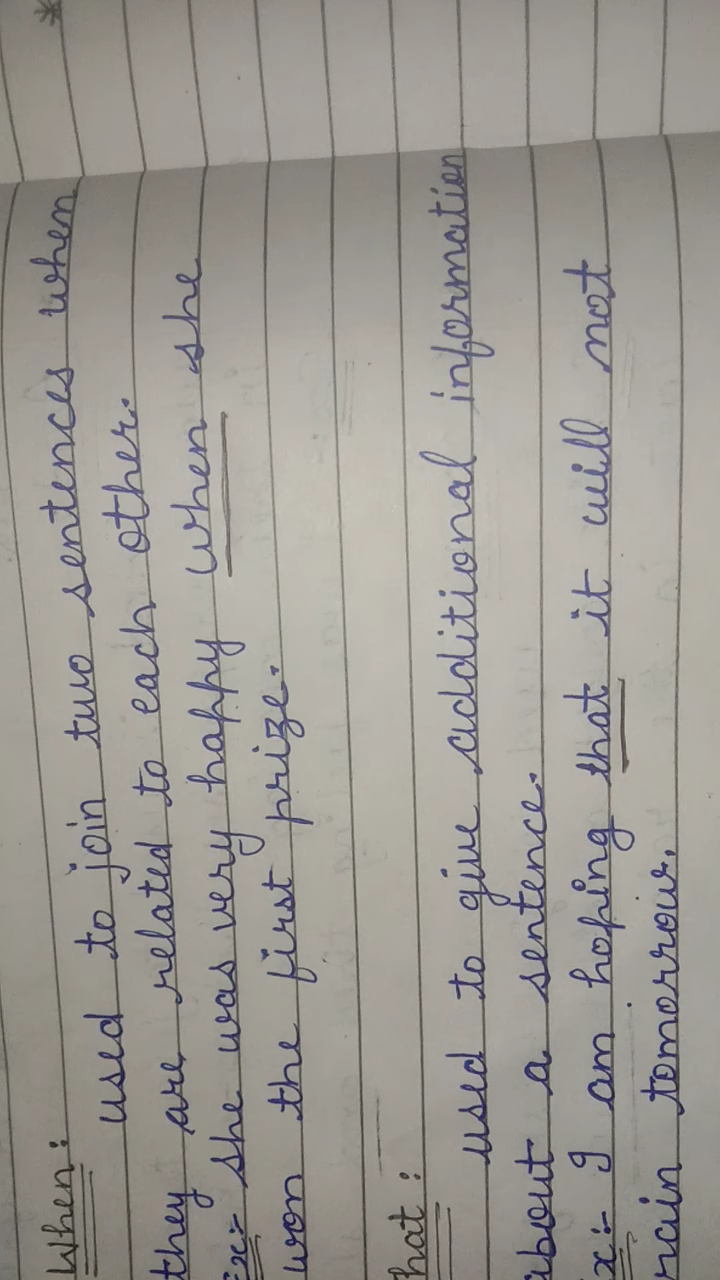 When:
used to join two sentences when
they are related to each other.
Ex:- She was very happy when she
won the first prize.
hat:
used to give additional information
about a sentence.
x:- I am hoping that it will not
rain tomorrow.